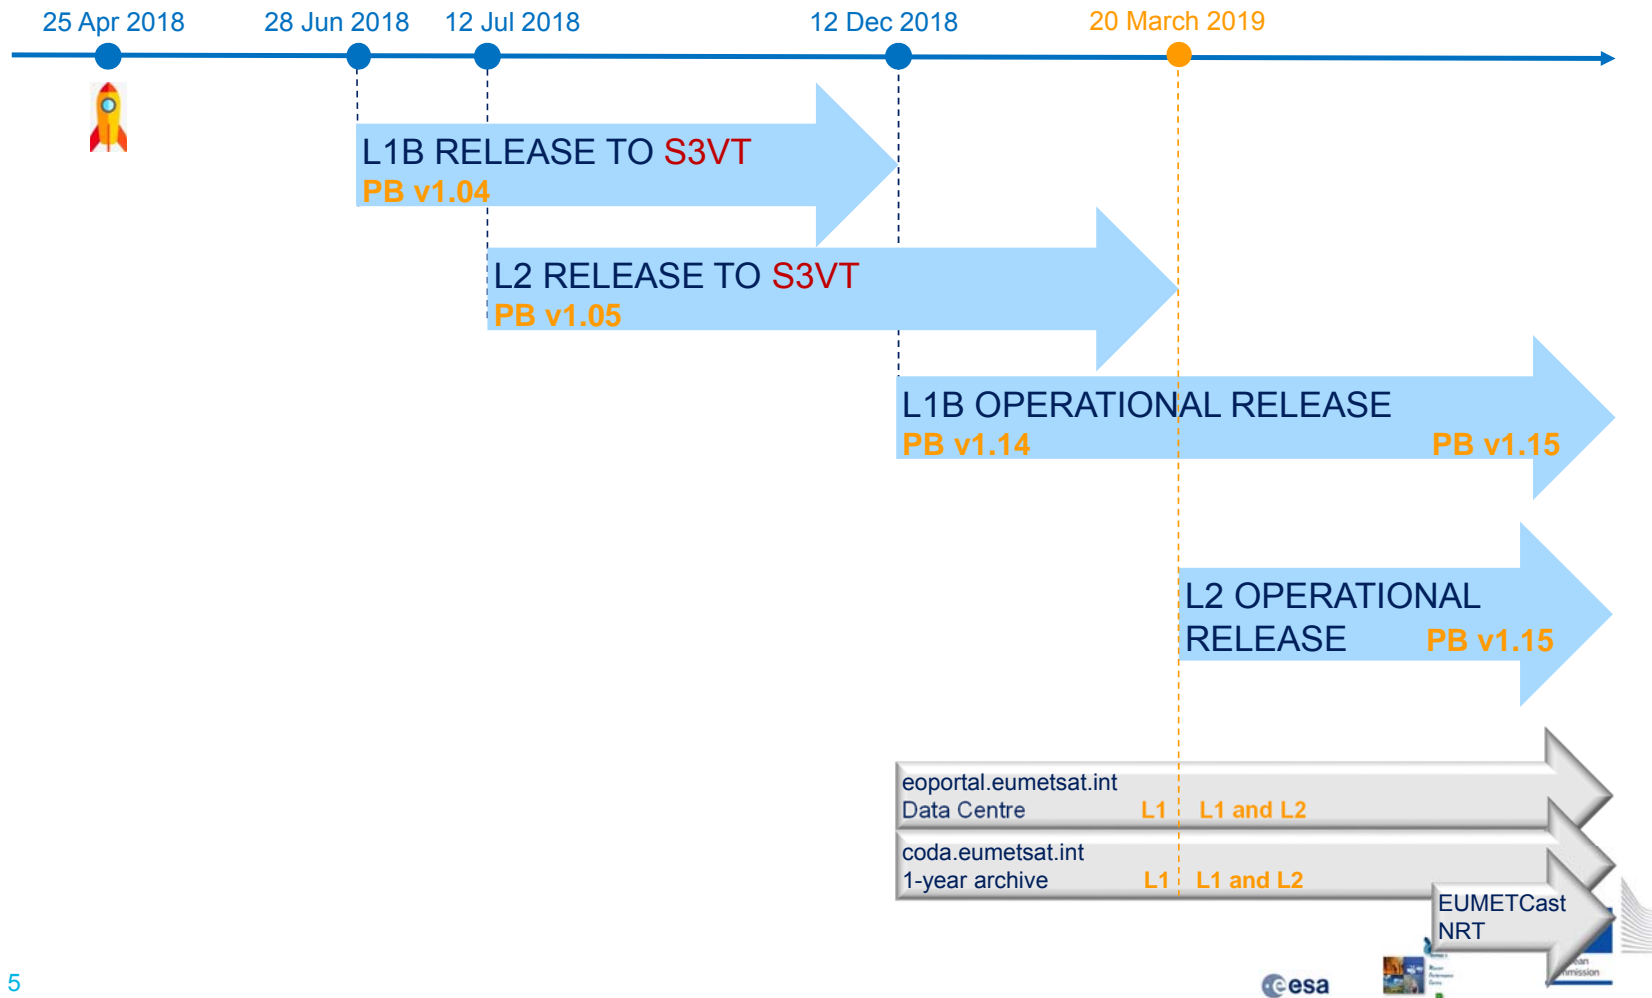 25 Apr 2018
28 Jun 2018
12 Jul 2018
12 Dec 2018
20 March 2019
L1B RELEASE TO S3VT
PB v1.04
L2 RELEASE TO S3VT
PB v1.05
L1B OPERATIONAL RELEASE
PB v1.14
PB v1.15
L2 OPERATIONAL
RELEASE PB v1.15
eoportal.eumetsat.int
Data Centre L1 L1 and L2
coda.eumetsat.int
1-year archive L1 L1 and L2
EUMETCast
NRT
5
esa